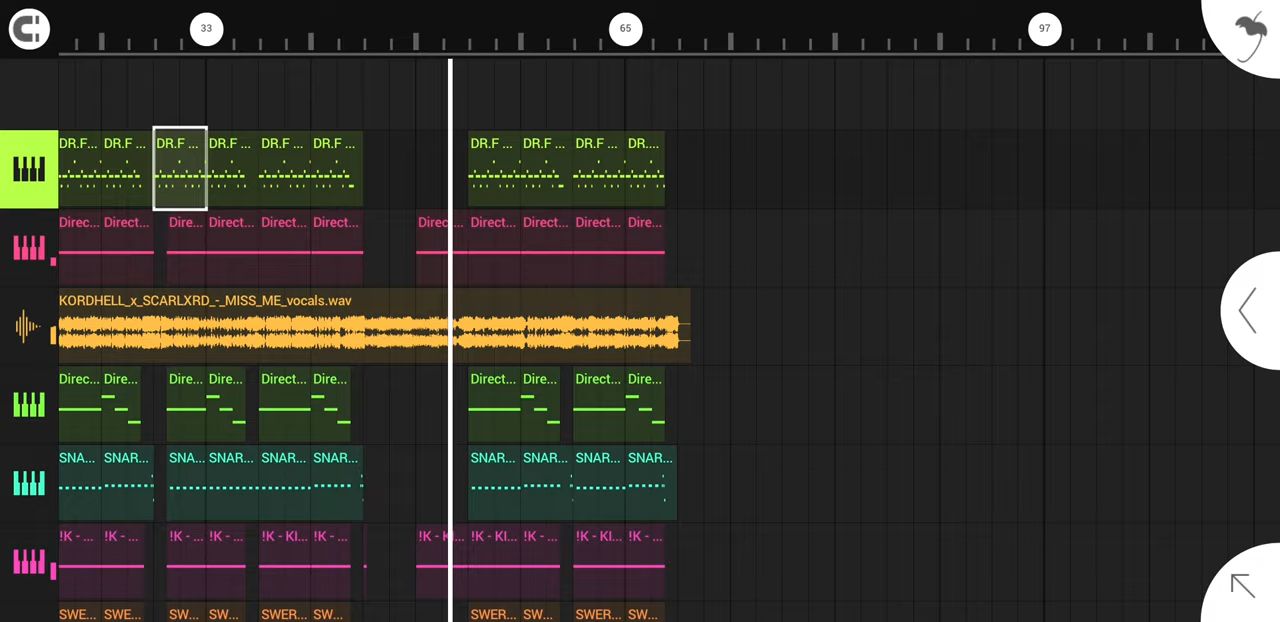 33 65 97
DR.F... DR.F ... DR.F ... DR.F ... DR.F ... DR.F ... DR.F ... DR.F ... DR.F ... DR....
Direc... Direct... Dire... Direct... Direct... Direct... Direc Direct... Direct... Direct... Dire...
KORDHELL_x_SCARLXRD_-_MISS_ME_vocals.wav
Direc... Dire... Dire... Dire... Direct... Dire... Direct... Dire... Direct... Dire...
SNA... SNAR... SNA... SNAR... SNAR... SNAR... SNAR... SNAR... SNAR... SNAR...
!K - ... !K - ... !K - ... !K - ... !K - KI... !K - ... !K - K !K - KI... !K - ... !K - KI... !K - ...
SWE... SWE... SW... SW... SWER... SW... SWER... SW... SWER... SW...